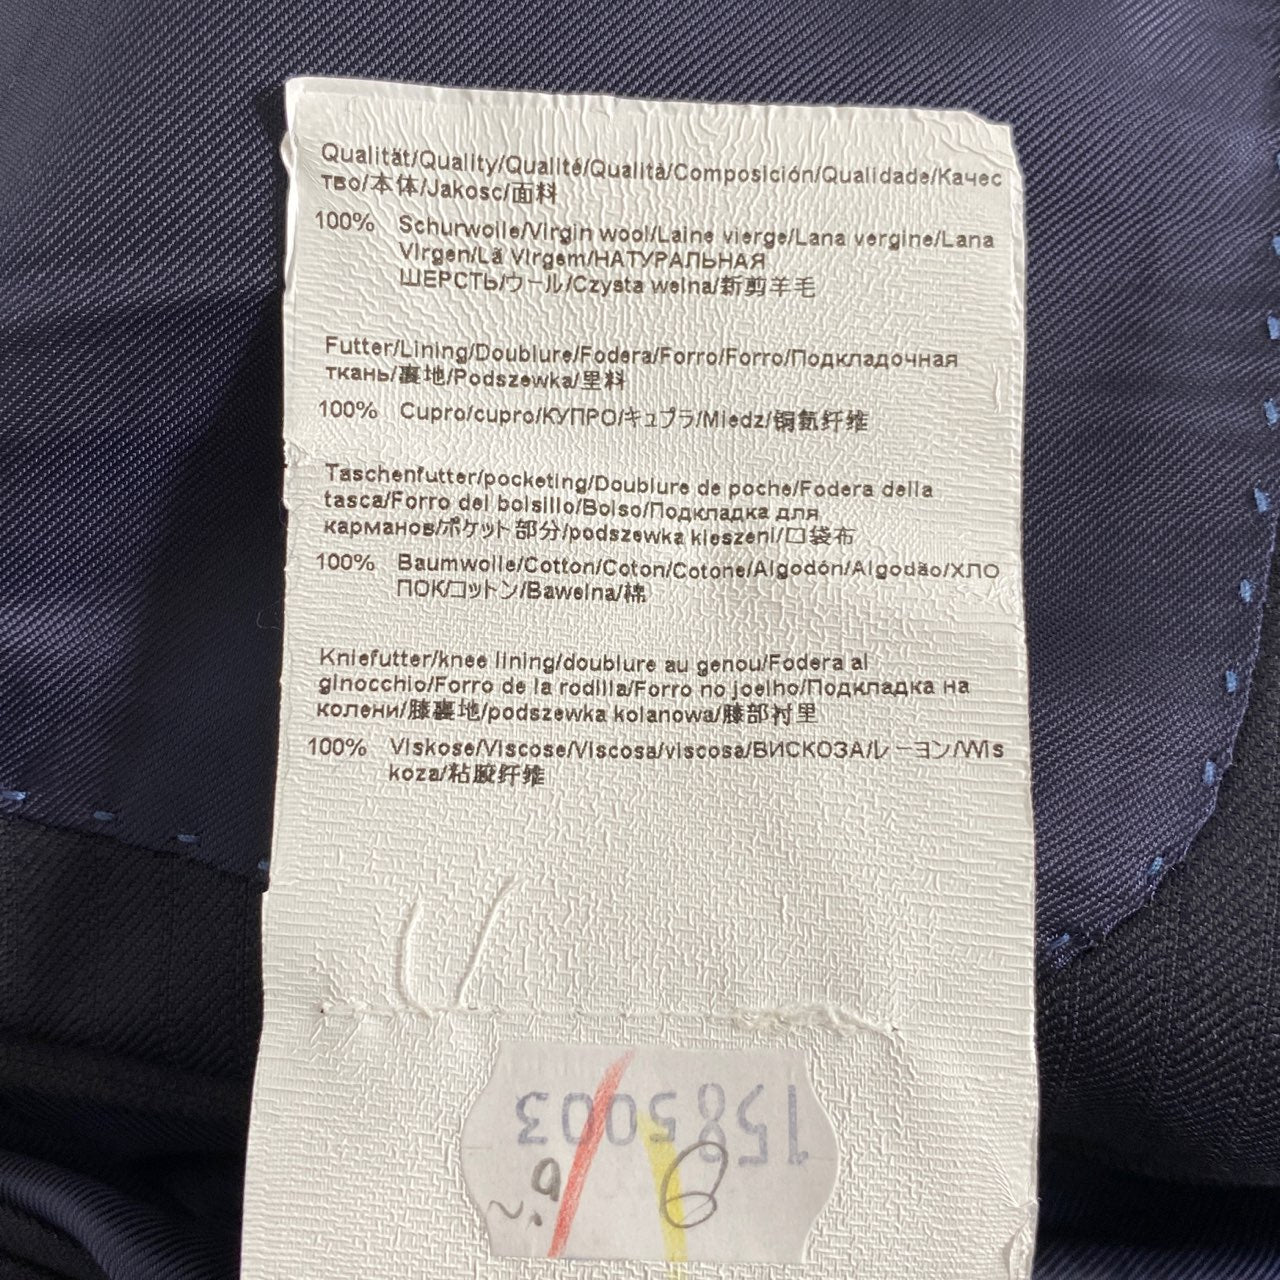 Qualität/Quality/Qualité/Qualità/Composición/Qualidade/Качес
тво/本体/Jakosc/面料
100% Schurwolle/Virgin wool/Laine vierge/Lana vergine/Lana
Virgen/Lã Virgem/НАТУРАЛЬНАЯ
ШЕРСТЬ/ウール/Czysta welna/新剪羊毛
Futter/Lining/Doublure/Fodera/Forro/Forro/Подкладочная
ткань/裏地/Podszewka/里料
100% Cupro/cupro/КУПРО/キュプラ/Miedz/铜氨纤维
Taschenfutter/pocketing/Doublure de poche/Fodera della
tasca/Forro del bolsillo/Bolso/Подкладка для
карманов/ポケット部分/podszewka kieszeni/口袋布
100% Baumwolle/Cotton/Coton/Cotone/Algodón/Algodão/ХЛО
ПОК/コットン/Bawelna/棉
Kniefutter/knee lining/doublure au genou/Fodera al
ginocchio/Forro de la rodilla/Forro no joelho/Подкладка на
колени/膝裏地/podszewka kolanowa/膝部衬里
100% Viskose/Viscose/Viscosa/viscosa/ВИСКОЗА/レーヨン/Wis
koza/粘胶纤维
1585003